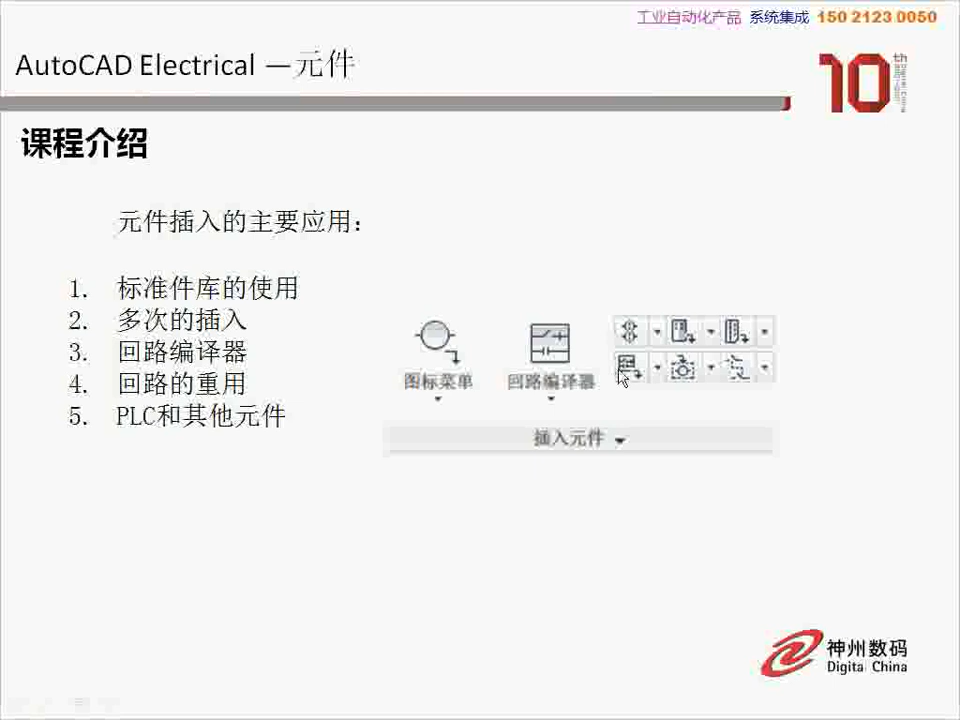 工业自动化产品 系统集成 150 2123 0050
AutoCAD Electrical —元件
10th
课程介绍
元件插入的主要应用：
1. 标准件库的使用
2. 多次的插入
3. 回路编译器
4. 回路的重用
5. PLC和其他元件
图标菜单 回路编译器
插入元件
神州数码
Digital China